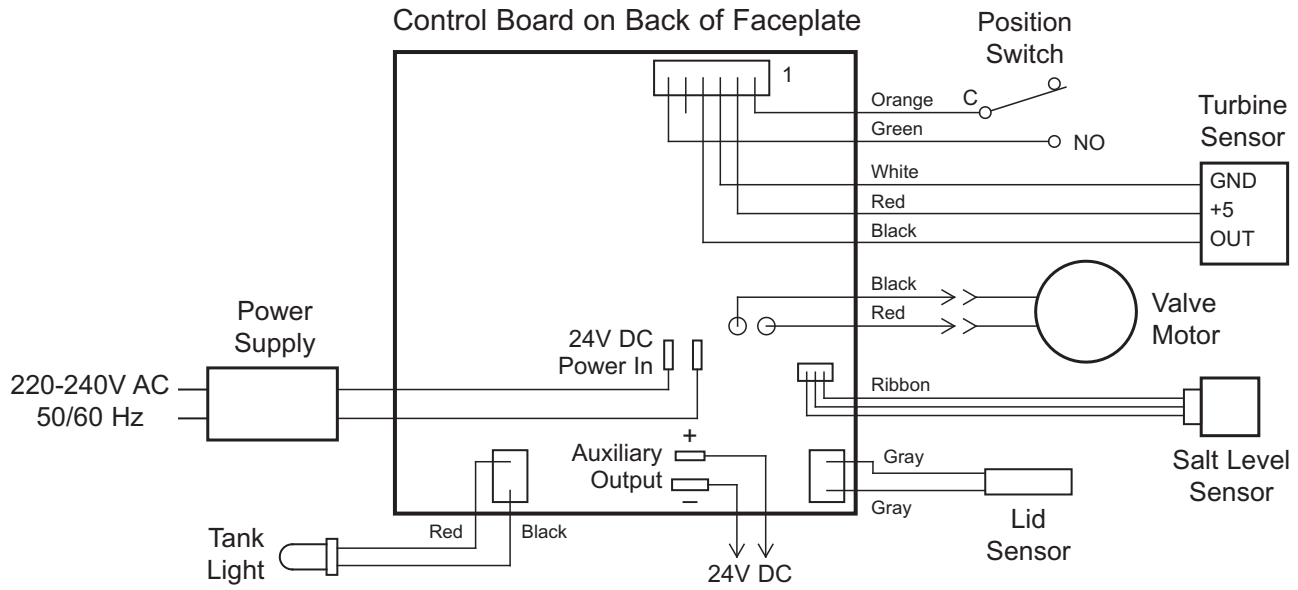 Control Board on Back of Faceplate
Position
Switch
1
Orange
C
Turbine
Sensor
Green
NO
White
GND
Red
+5
Black
OUT
Black
Power
Supply
Red
Valve
Motor
24V DC
Power In
220-240V AC
50/60 Hz
Ribbon
+
Auxiliary
Output
–
Gray
Salt Level
Sensor
Gray
Red
Black
Lid
Sensor
Tank
Light
24V DC